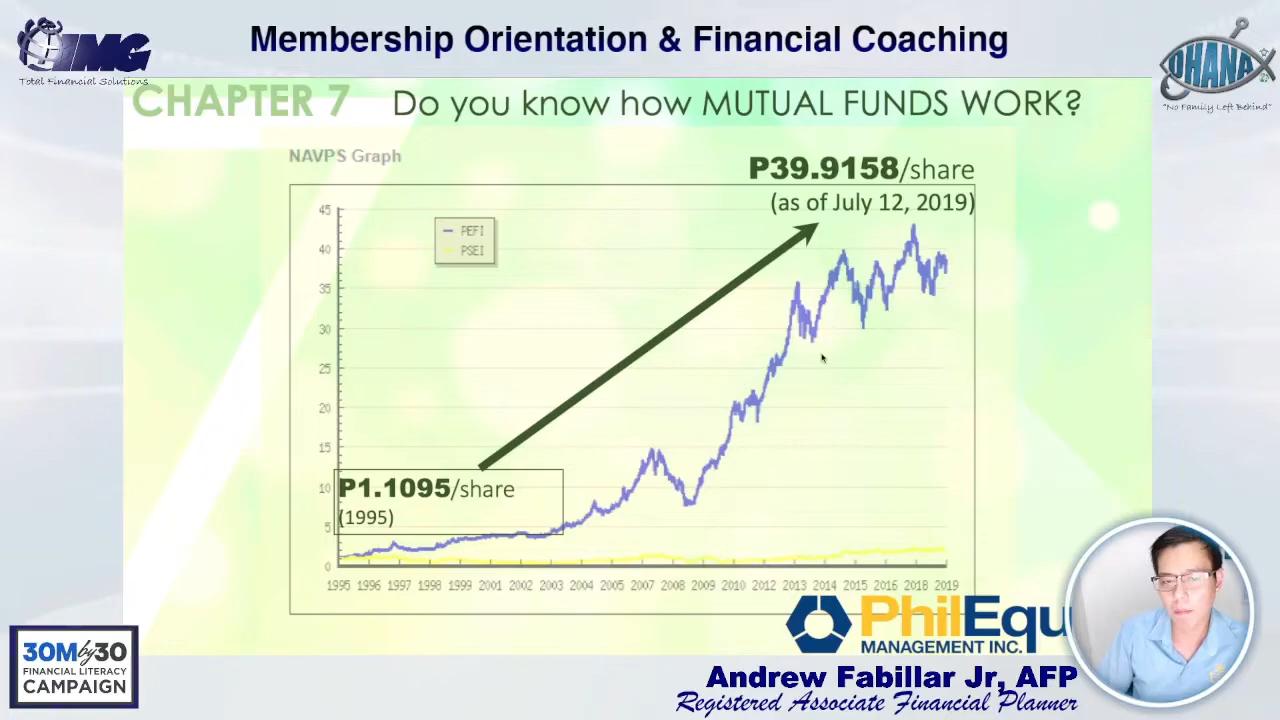 IMG
Total Financial Solutions
Membership Orientation & Financial Coaching
OHANA
"No Family Left Behind"
CHAPTER 7 Do you know how MUTUAL FUNDS WORK?
NAVPS Graph
P39.9158/share
(as of July 12, 2019)
PEFI
PSEI
45
40
35
30
25
20
15
10
5
0
P1.1095/share
(1995)
1995 1996 1997 1998 1999 2001 2002 2003 2004 2005 2007 2008 2009 2010 2012 2013 2014 2015 2016 2018 2019
PhilEqu
MANAGEMENT INC.
30M by 30
FINANCIAL LITERACY
CAMPAIGN
Andrew Fabillar Jr, AFP
Registered Associate Financial Planner